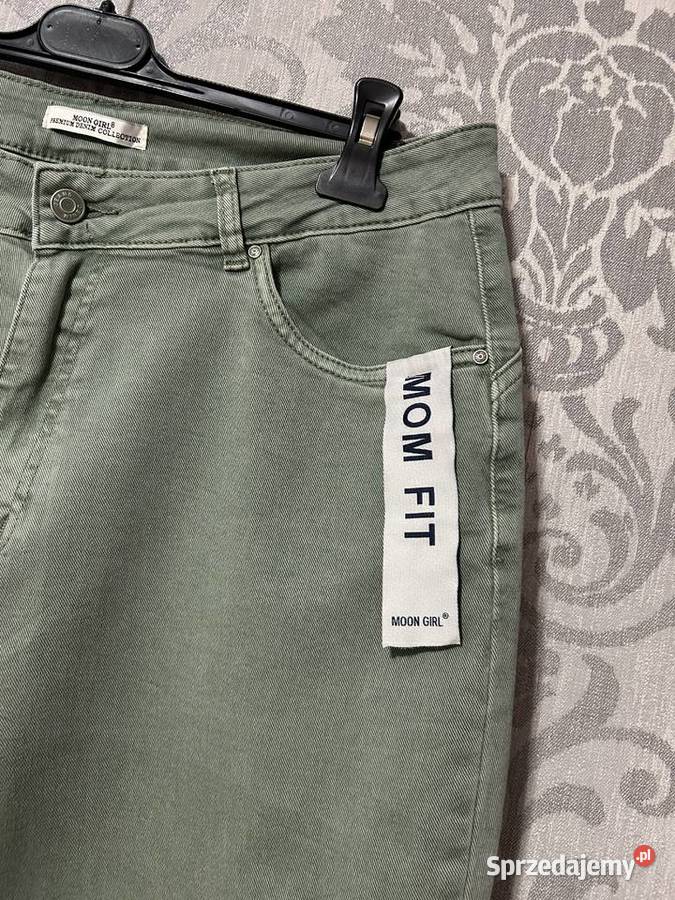 MOON GIRL®
PREMIUM DENIM COLLECTION
MOM FIT
MOON GIRL®
Sprzedajemy.pl